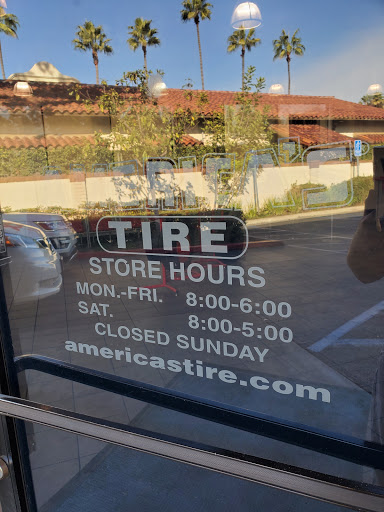 TIRE
STORE HOURS
MON.-FRI. 8:00-6:00
SAT. 8:00-5:00
CLOSED SUNDAY
americastire.com